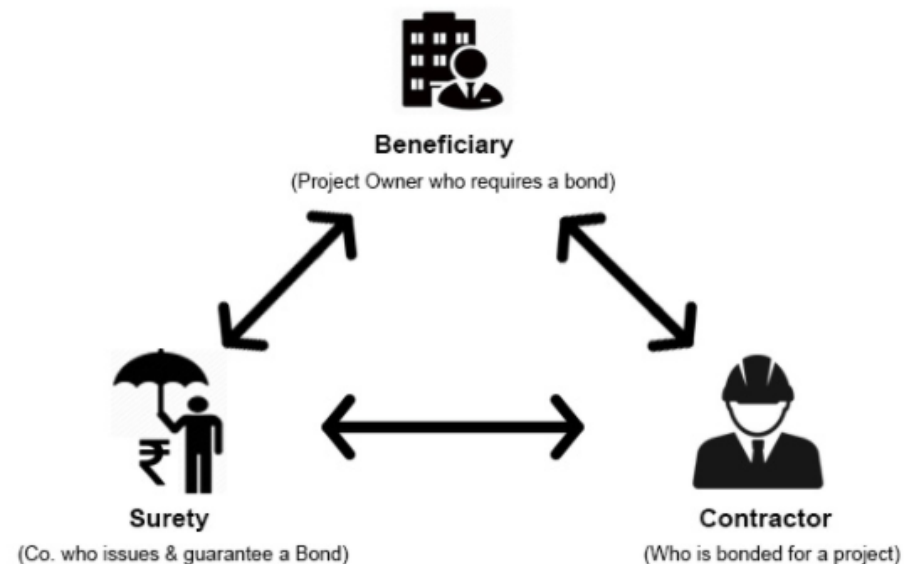 Beneficiary
(Project Owner who requires a bond)
₹
Surety
(Co. who issues & guarantee a Bond)
Contractor
(Who is bonded for a project)